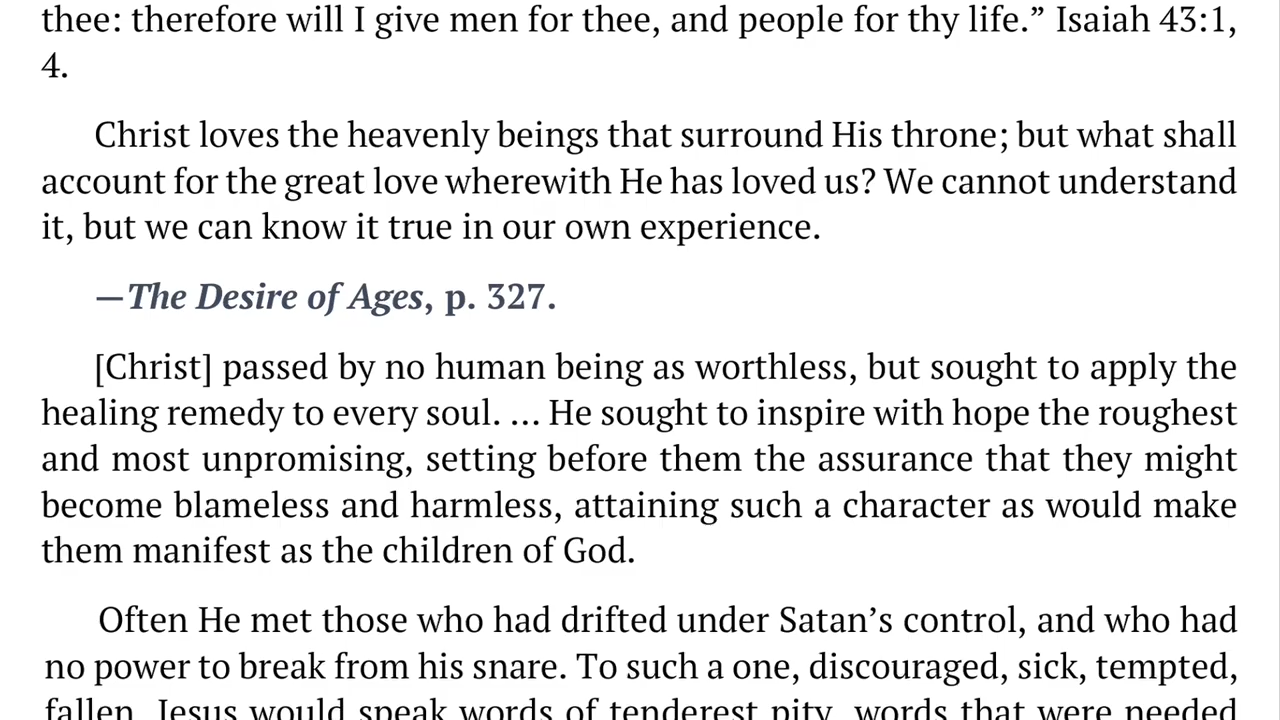 thee: therefore will I give men for thee, and people for thy life.” Isaiah 43:1,
4.
Christ loves the heavenly beings that surround His throne; but what shall
account for the great love wherewith He has loved us? We cannot understand
it, but we can know it true in our own experience.
—The Desire of Ages, p. 327.
[Christ] passed by no human being as worthless, but sought to apply the
healing remedy to every soul. ... He sought to inspire with hope the roughest
and most unpromising, setting before them the assurance that they might
become blameless and harmless, attaining such a character as would make
them manifest as the children of God.
Often He met those who had drifted under Satan’s control, and who had
no power to break from his snare. To such a one, discouraged, sick, tempted,
fallen, Jesus would speak words of tenderest pity, words that were needed